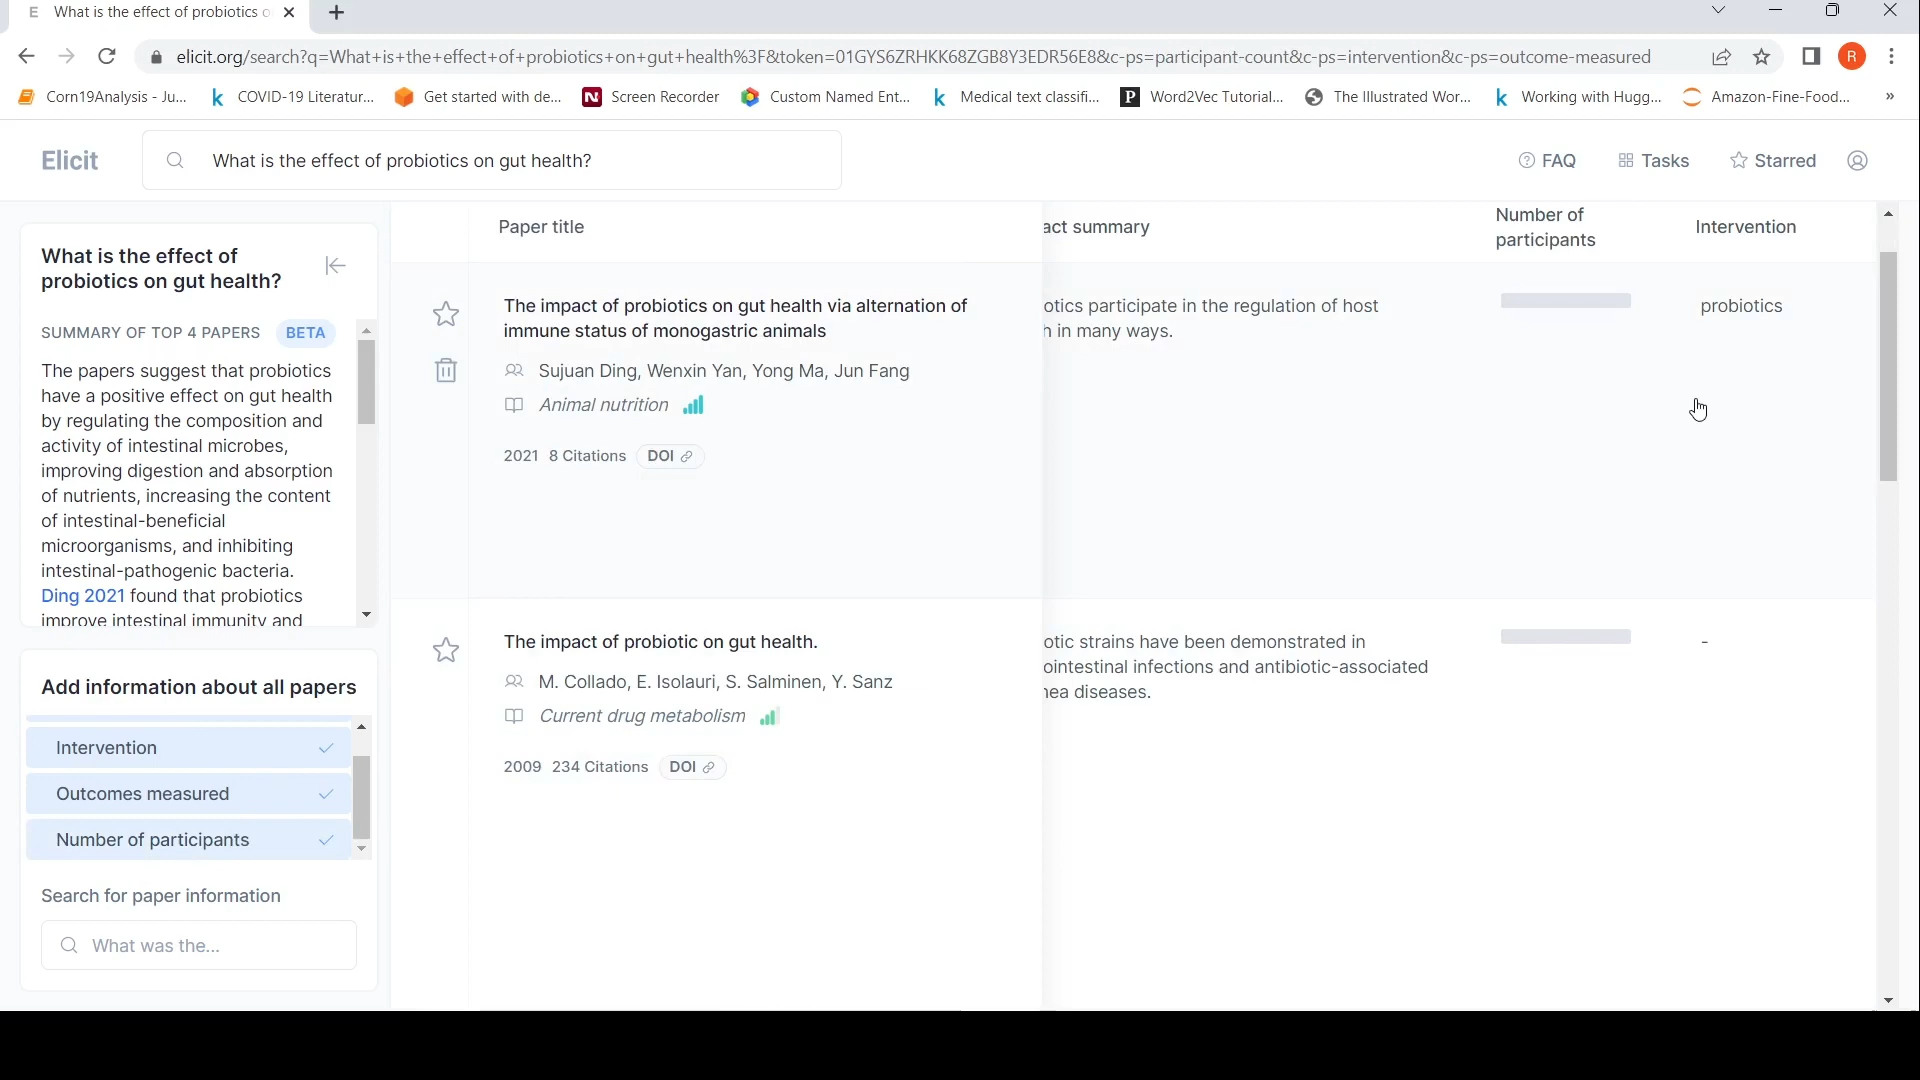 E What is the effect of probiotics o
elicit.org/search?q=What+is+the+effect+of+probiotics+on+gut+health%3F&token=01GYS6ZRHKK68ZGB8Y3EDR56E8&c-ps=participant-count&c-ps=intervention&c-ps=outcome-measured
R
Corn19Analysis - Ju... k COVID-19 Literatur... Get started with de... N Screen Recorder Custom Named Ent... k Medical text classifi... P Word2Vec Tutorial... The Illustrated Wor... k Working with Hugg... Amazon-Fine-Food... »
Elicit
What is the effect of probiotics on gut health?
FAQ Tasks Starred
What is the effect of
probiotics on gut health?
SUMMARY OF TOP 4 PAPERS BETA
The papers suggest that probiotics
have a positive effect on gut health
by regulating the composition and
activity of intestinal microbes,
improving digestion and absorption
of nutrients, increasing the content
of intestinal-beneficial
microorganisms, and inhibiting
intestinal-pathogenic bacteria.
Ding 2021 found that probiotics
improve intestinal immunity and
Add information about all papers
Intervention
Outcomes measured
Number of participants
Search for paper information
What was the...
Paper title
act summary
Number of
participants
Intervention
The impact of probiotics on gut health via alternation of
immune status of monogastric animals
Sujuan Ding, Wenxin Yan, Yong Ma, Jun Fang
Animal nutrition
2021 8 Citations DOI
otics participate in the regulation of host
h in many ways.
probiotics
The impact of probiotic on gut health.
M. Collado, E. Isolauri, S. Salminen, Y. Sanz
Current drug metabolism
2009 234 Citations DOI
otic strains have been demonstrated in
ointestinal infections and antibiotic-associated
hea diseases.
-